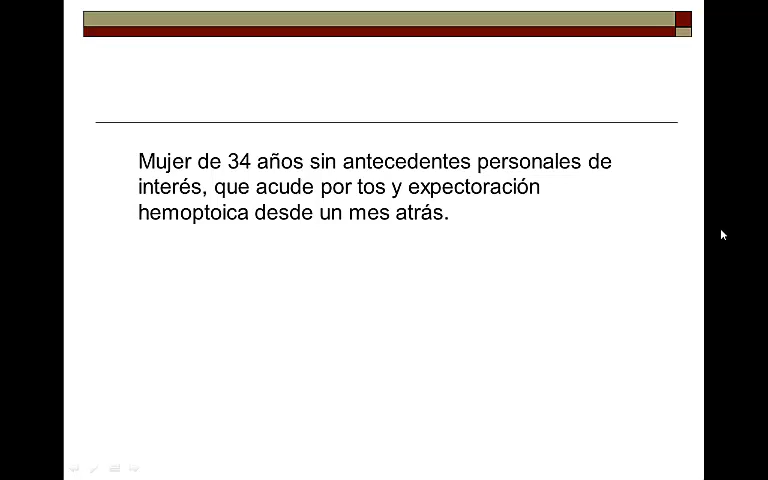 Mujer de 34 años sin antecedentes personales de
interés, que acude por tos y expectoración
hemoptoica desde un mes atrás.